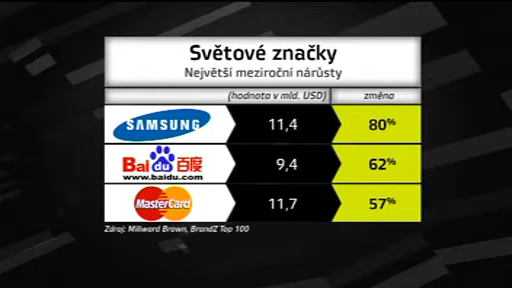 Světové značky
Největší meziroční nárůsty
(hodnota v mld. USD) změna
SAMSUNG 11,4 80%
Bai du 百度 9,4 62%
www.baidu.com
MasterCard 11,7 57%
Zdroj: Millward Brown, BrandZ Top 100